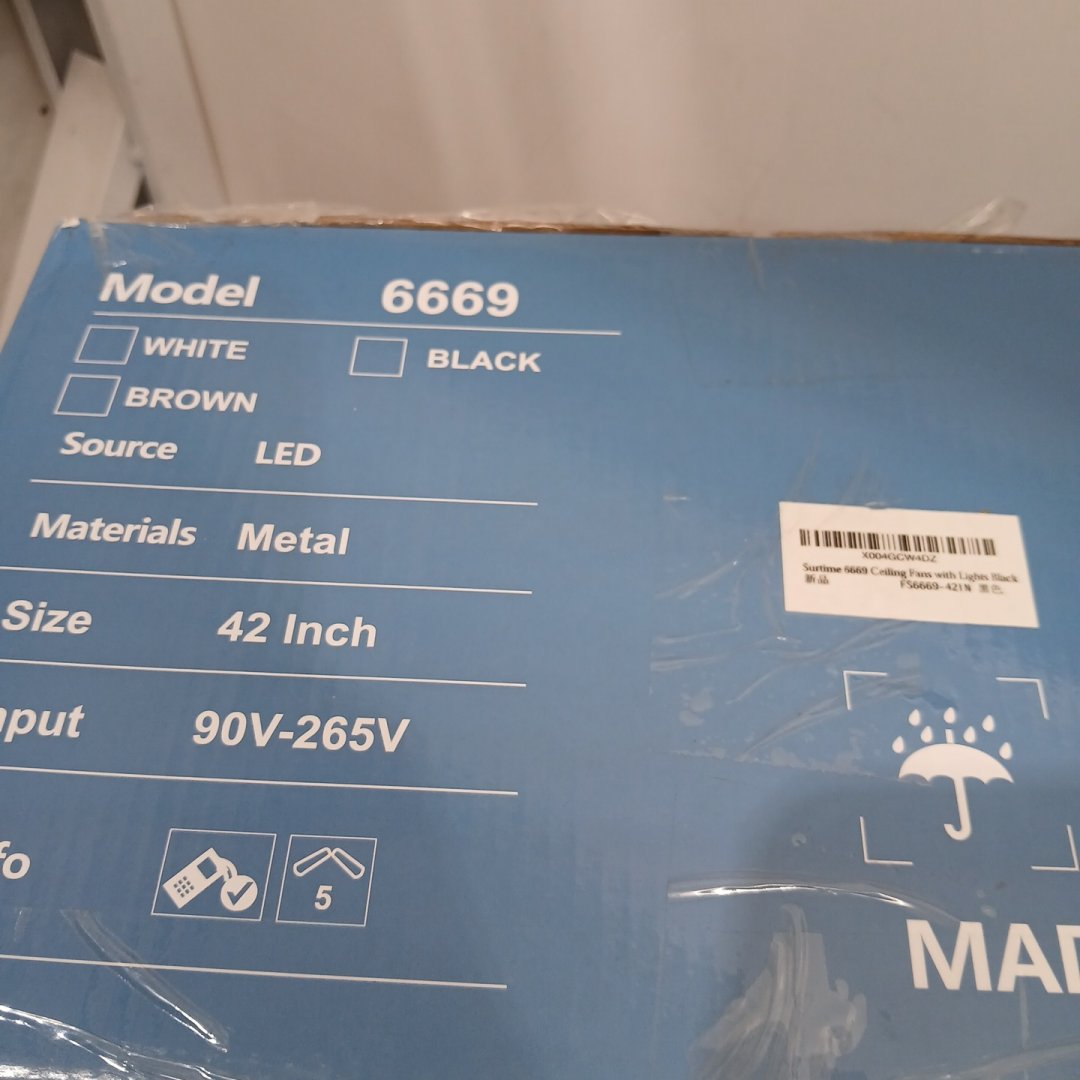 Model 6669
WHITE BLACK
BROWN
Source LED
Materials Metal
Size 42 Inch
nput 90V-265V
fo
5
X004GCW4DZ
Surtime 6669 Ceiling Fans with Lights Black
新品 FS6669-42IN 黑色
MAD